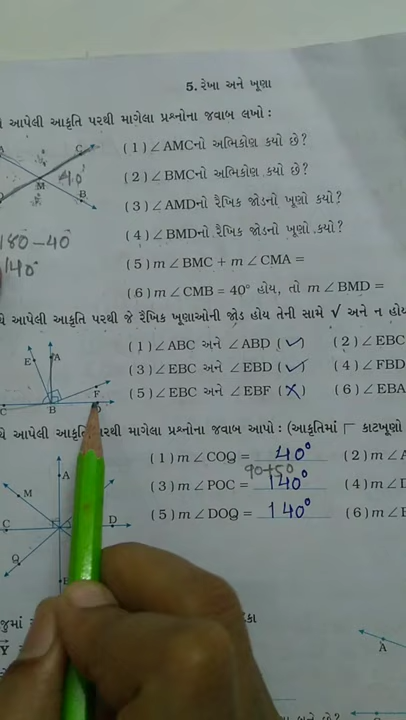 5. રેખા અને ખૂણા
આપેલી આકૃતિ પરથી માગેલા પ્રશ્નોના જવાબ લખો :
(1) ∠AMCનો અભિકોણ કયો છે?
(2) ∠BMCનો અભિકોણ કયો છે?
(3) ∠AMDનો રૈખિક જોડનો ખૂણો કયો?
(4) ∠BMDનો રૈખિક જોડનો ખૂણો કયો?
(5) m∠BMC + m∠CMA =
(6) m∠CMB = 40° હોય, તો m∠BMD =
C
M 40°
B
180-40
140°
આપેલી આકૃતિ પરથી જે રૈખિક ખૂણાઓની જોડ હોય તેની સામે √ અને ન હોય
(1) ∠ABC અને ∠ABD (✓) (2) ∠EBC
(3) ∠EBC અને ∠EBD (✓) (4) ∠FBD
(5) ∠EBC અને ∠EBF (X) (6) ∠EBA
E A
F
C B D
આપેલી આકૃતિ પરથી માગેલા પ્રશ્નોના જવાબ આપો : (આકૃતિમાં ⌐ કાટખૂણો
(1) m∠COQ = 40° (2) m∠A
90+50
(3) m∠POC = 140° (4) m∠D
(5) m∠DOQ = 140° (6) m∠E
A
M
C D
Q
A